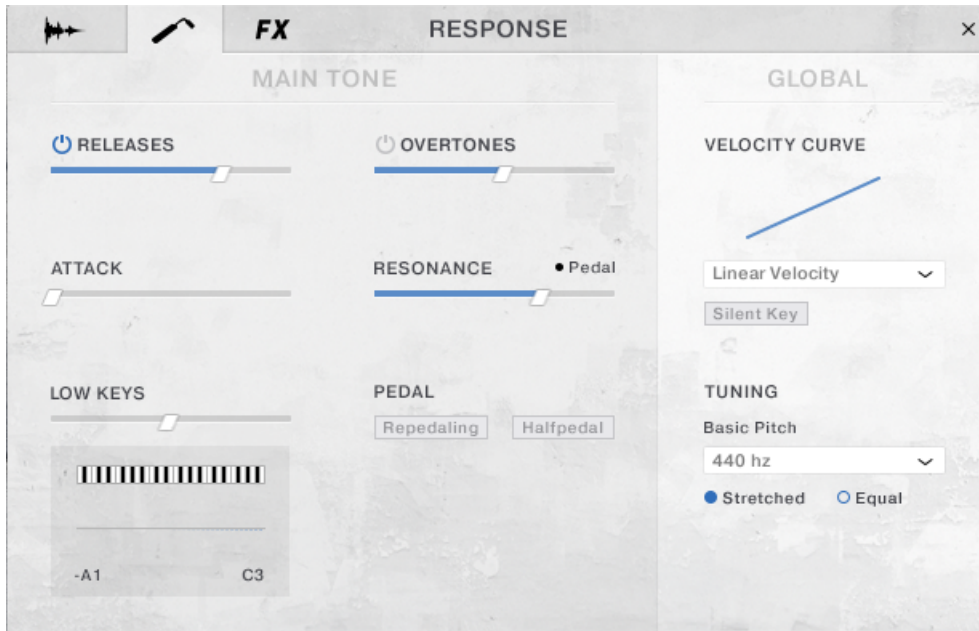 FX
RESPONSE
×
MAIN TONE
GLOBAL
RELEASES
OVERTONES
VELOCITY CURVE
ATTACK
RESONANCE
• Pedal
Linear Velocity
Silent Key
LOW KEYS
PEDAL
Repedaling
Halfpedal
TUNING
Basic Pitch
440 hz
Stretched
Equal
-A1
C3